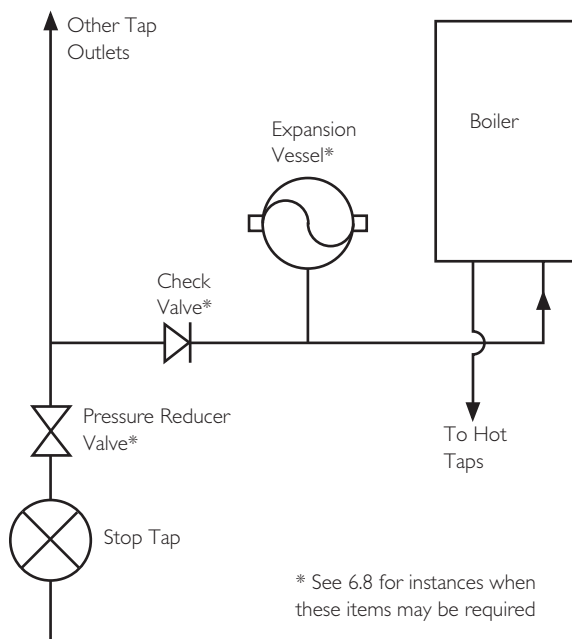 Other Tap
Outlets
Boiler
Expansion
Vessel*
Check
Valve*
Pressure Reducer
Valve*
To Hot
Taps
Stop Tap
* See 6.8 for instances when
these items may be required